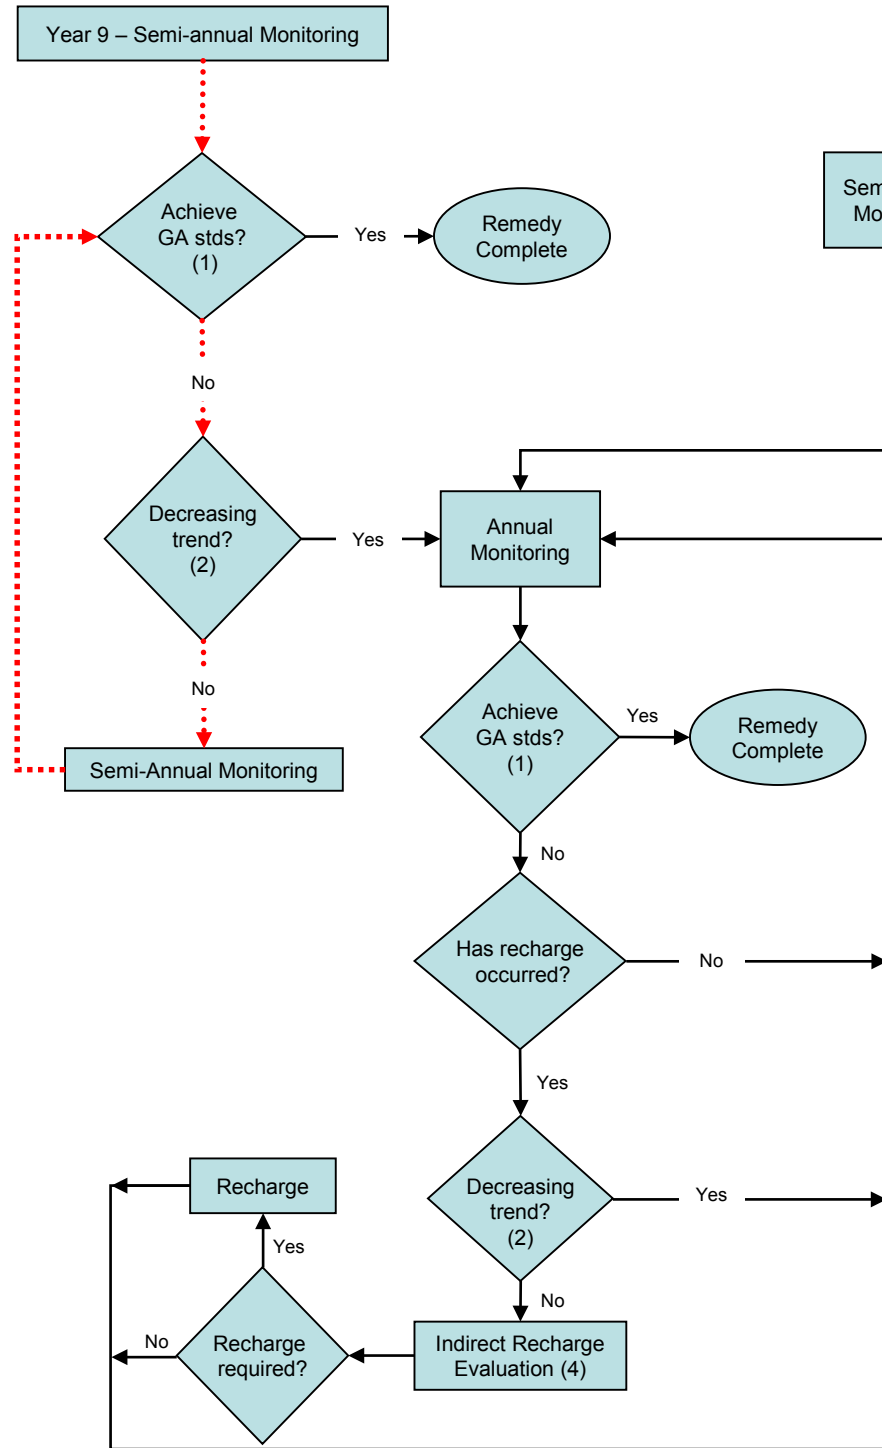 Year 9 – Semi-annual Monitoring
Achieve
GA stds?
(1)
Yes
Remedy
Complete
No
Decreasing
trend?
(2)
Yes
Annual
Monitoring
No
Semi-Annual Monitoring
Achieve
GA stds?
(1)
Yes
Remedy
Complete
No
Has recharge
occurred?
No
Yes
Decreasing
trend?
(2)
Yes
No
Indirect Recharge
Evaluation (4)
Recharge
required?
Yes
No
Recharge